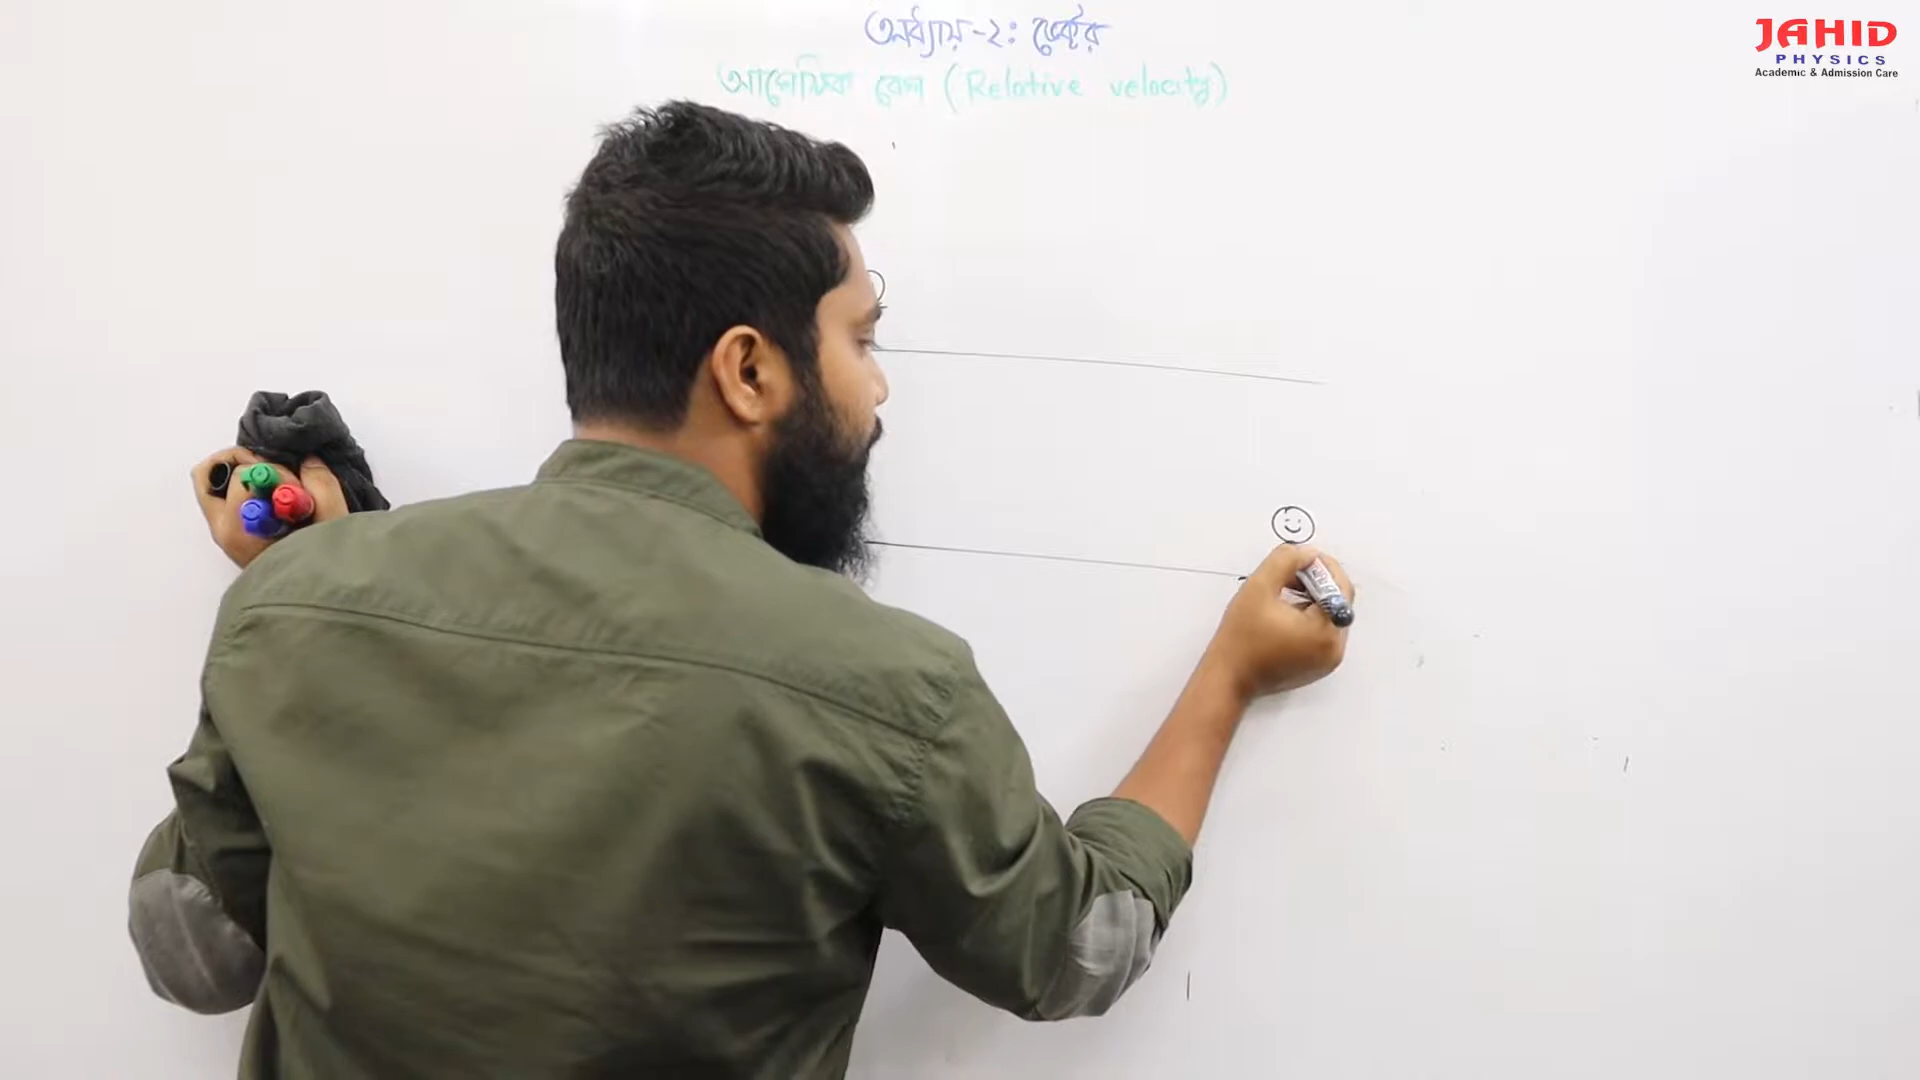 অধ্যায়-২: ভেক্টর
আপেক্ষিক বেগ (Relative velocity)
JAHID
PHYSICS
Academic & Admission Care